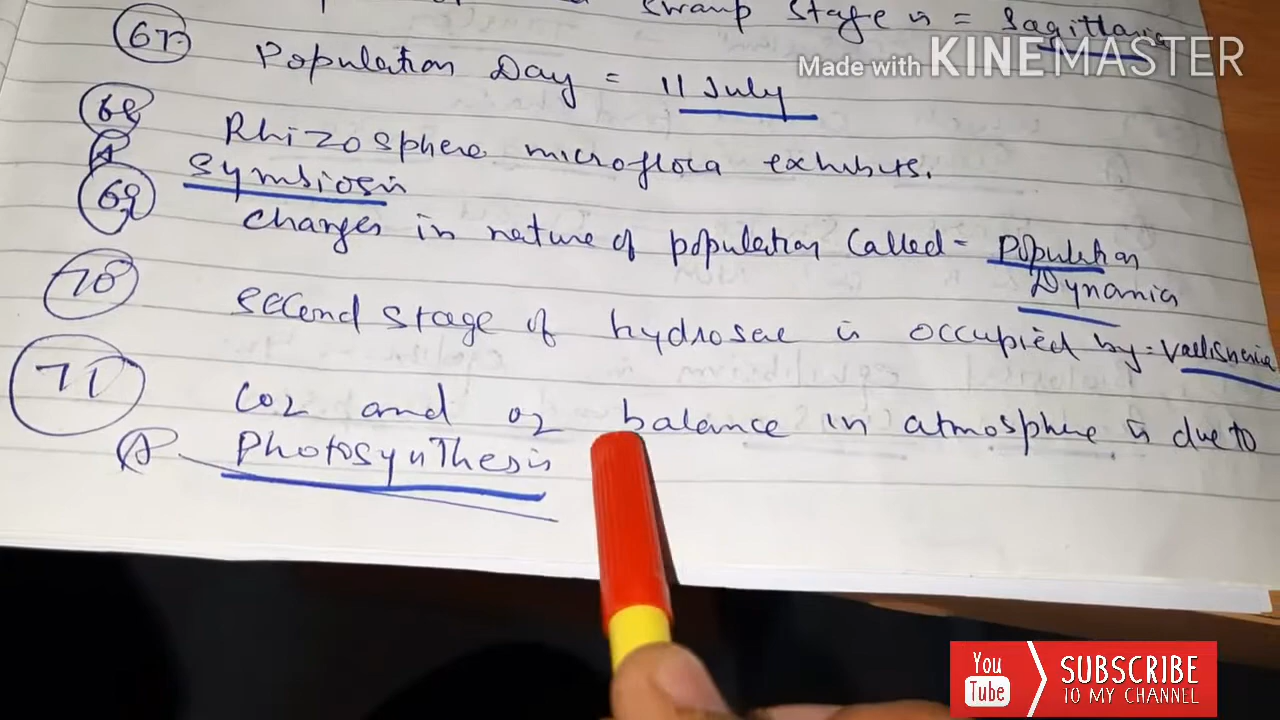 swamp stage is = Sagittaria
Made with KINEMASTER
67. Population Day = 11 July
68 Rhizosphere microflora exhibits.
A symbiosis
69 changes in nature of population called = Population
Dynamics
70 second stage of hydrosae is occupied by = Vallisneria
71 CO2 and O2 balance in atmosphere is due to
A Photosynthesis
You Tube SUBSCRIBE
TO MY CHANNEL